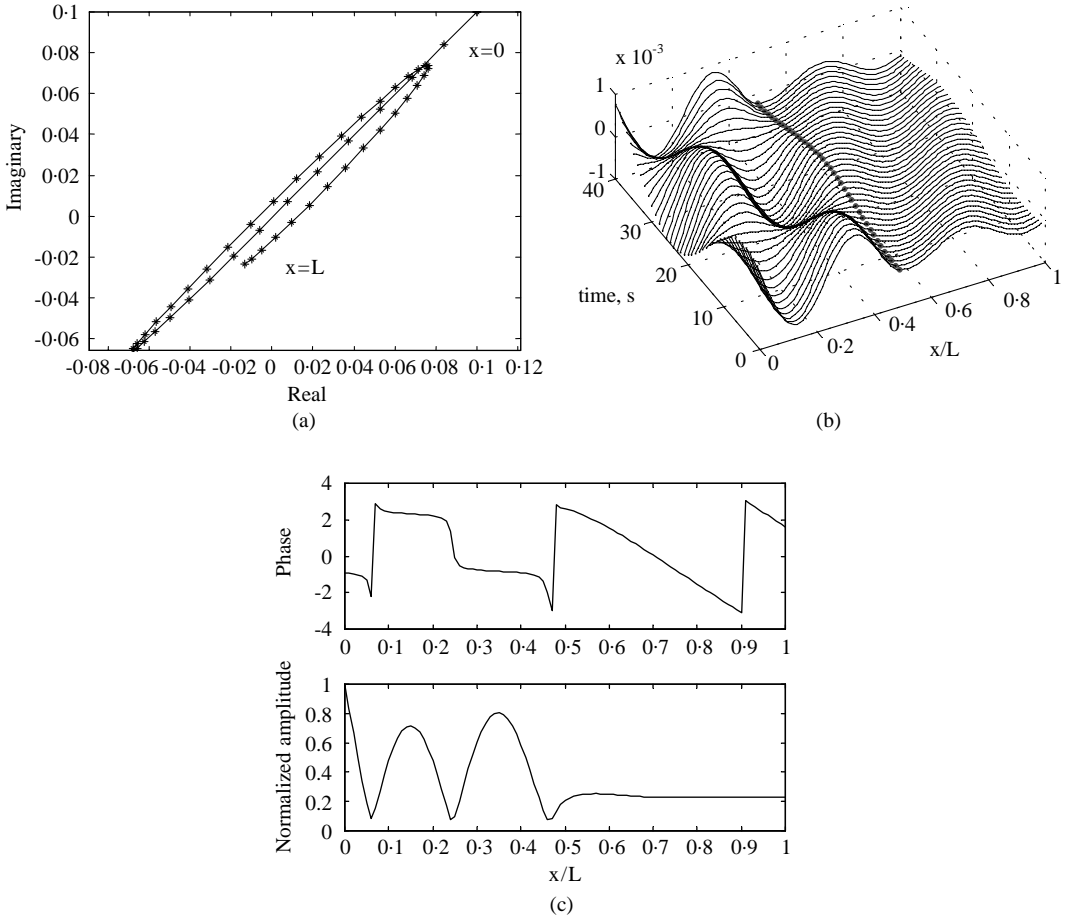 0·1
0·08
0·06
0·04
0·02
0
-0·02
-0·04
-0·06
Imaginary
x=0
x=L
-0·08 -0·06 -0·04 -0·02 0 0·02 0·04 0·06 0·08 0·1 0·12
Real
(a)
x 10-3
1
0
-1
40
30
20
10
0
time, s
0 0·2 0·4 0·6 0·8 1
x/L
(b)
4
2
0
-2
-4
Phase
0 0·1 0·2 0·3 0·4 0·5 0·6 0·7 0·8 0·9 1
1
0·8
0·6
0·4
0·2
0
Normalized amplitude
0 0·1 0·2 0·3 0·4 0·5 0·6 0·7 0·8 0·9 1
x/L
(c)